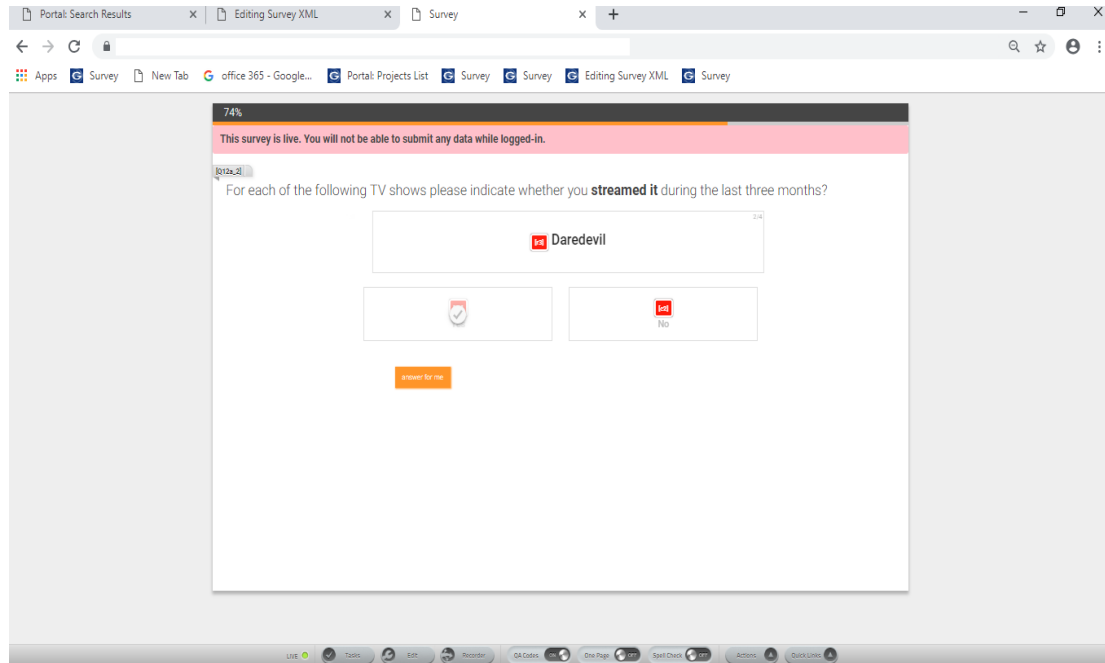 Portal: Search Results
Editing Survey XML
Survey
Apps
Survey
New Tab
office 365 - Google...
Portal: Projects List
Survey
Survey
Editing Survey XML
Survey
74%
This survey is live. You will not be able to submit any data while logged-in.
[Q12a_2]
For each of the following TV shows please indicate whether you streamed it during the last three months?
Daredevil
No
answer for me
LIVE
Tasks
Edit
Recorder
QA Codes ON
One Page OFF
Spell Check OFF
Actions
Quick Links